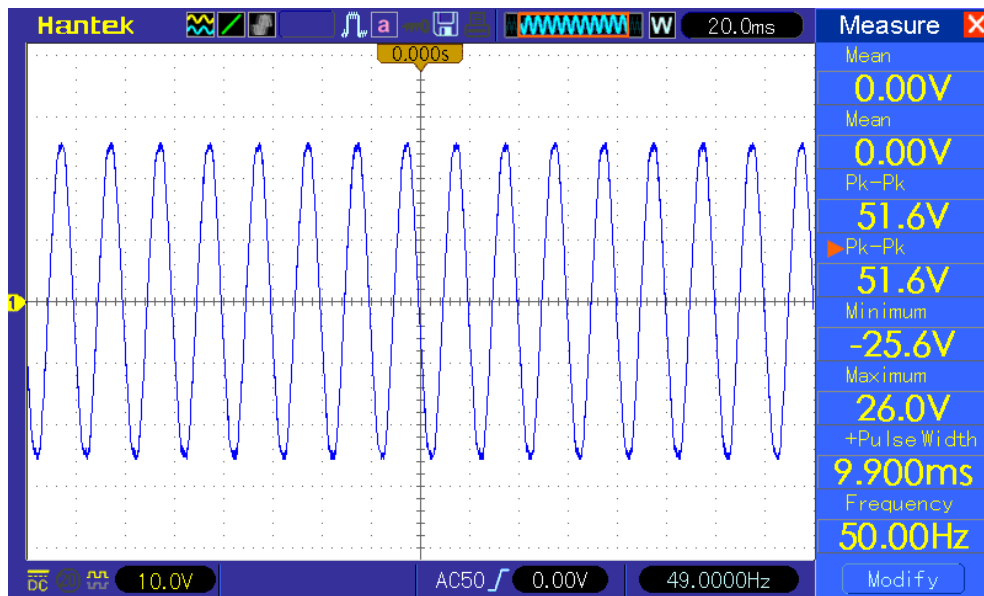 Hantek
a
W
20.0ms
Measure
X
0.000s
Mean
0.00V
Mean
0.00V
Pk-Pk
51.6V
Pk-Pk
51.6V
Minimum
-25.6V
Maximum
26.0V
+Pulse Width
9.900ms
Frequency
50.00Hz
1
DC
10.0V
AC50
0.00V
49.0000Hz
Modify